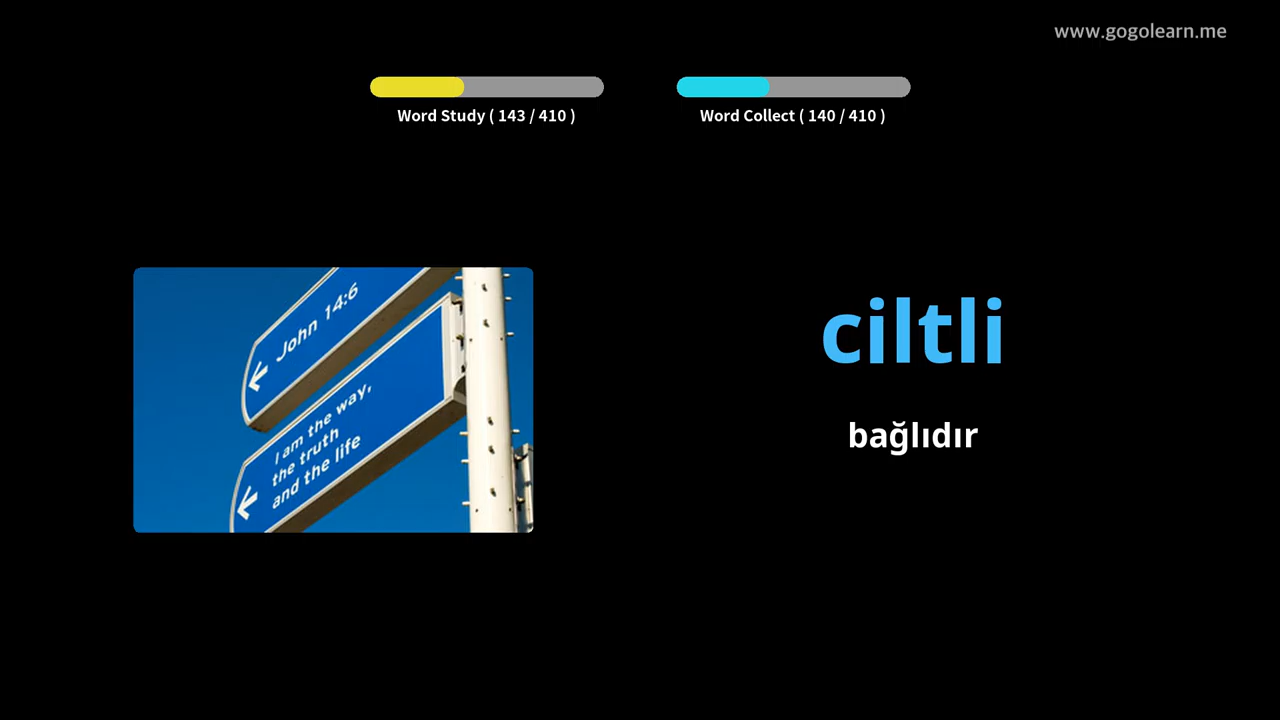 www.gogolearn.me
Word Study ( 143 / 410 )
Word Collect ( 140 / 410 )
John 14:6
I am the way,
the truth
and the life
ciltli
bağlıdır